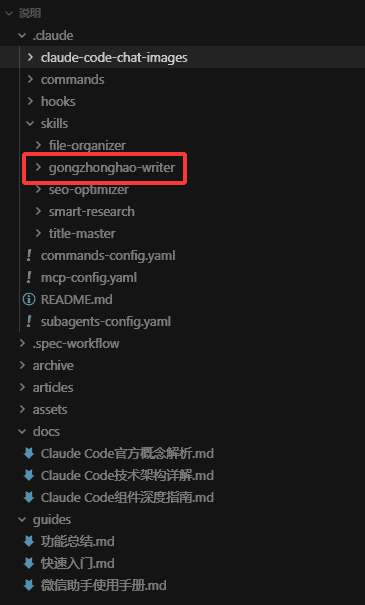 说明
.claude
claude-code-chat-images
commands
hooks
skills
file-organizer
gongzhonghao-writer
seo-optimizer
smart-research
title-master
commands-config.yaml
mcp-config.yaml
README.md
subagents-config.yaml
.spec-workflow
archive
articles
assets
docs
Claude Code官方概念解析.md
Claude Code技术架构详解.md
Claude Code组件深度指南.md
guides
功能总结.md
快速入门.md
微信助手使用手册.md